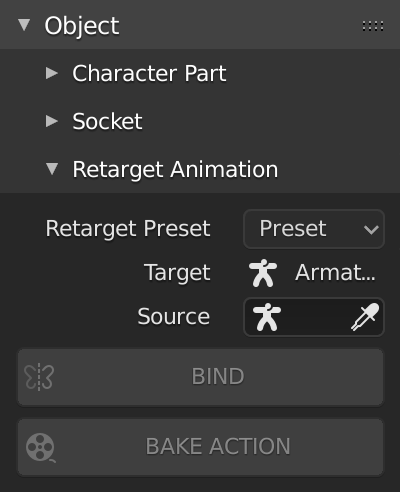 Object
Character Part
Socket
Retarget Animation
Retarget Preset Preset
Target Armat...
Source
BIND
BAKE ACTION